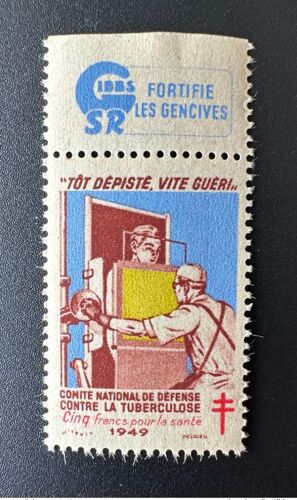 GIBBS
SR
FORTIFIE
LES GENCIVES
"TÔT DÉPISTÉ, VITE GUÉRI„
COMITE NATIONAL DE DÉFENSE
CONTRE LA TUBERCULOSE
Cinq francs pour la santé
1949